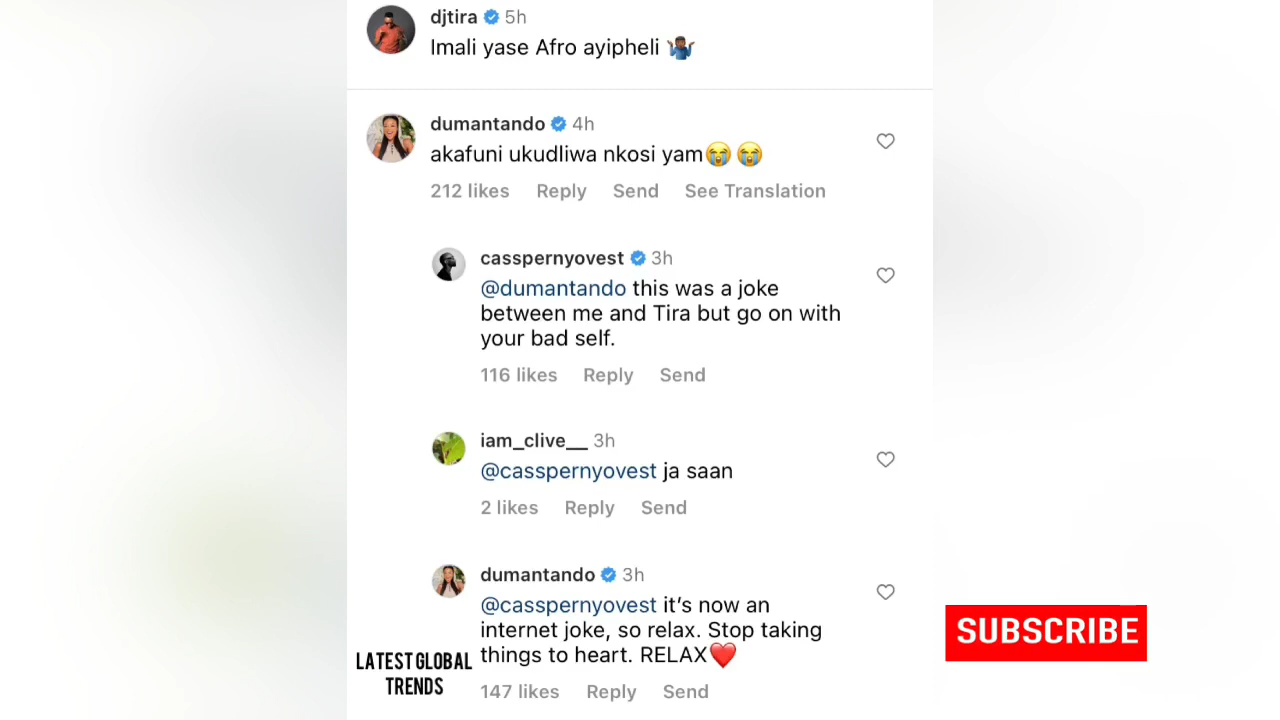 djtira 5h
Imali yase Afro ayipheli 🤷🏾‍♂️
dumantando 4h
akafuni ukudliwa nkosi yam😭😭
212 likes Reply Send See Translation
casspernyovest 3h
@dumantando this was a joke
between me and Tira but go on with
your bad self.
116 likes Reply Send
iam_clive__ 3h
@casspernyovest ja saan
2 likes Reply Send
dumantando 3h
@casspernyovest it’s now an
internet joke, so relax. Stop taking
things to heart. RELAX❤️
147 likes Reply Send
LATEST GLOBAL
TRENDS
SUBSCRIBE